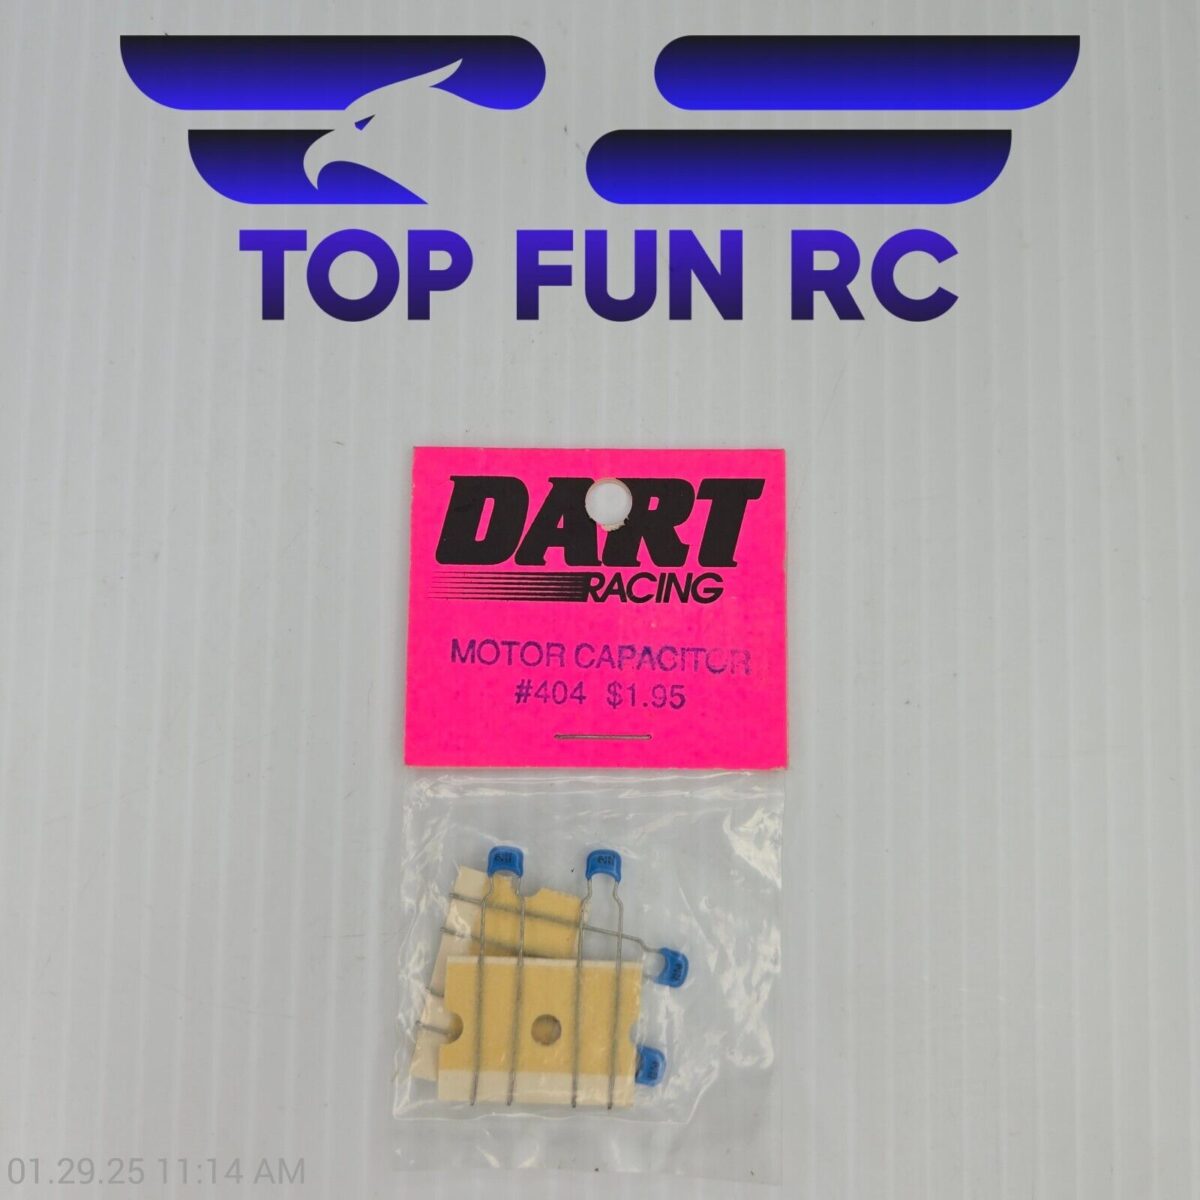 TOP FUN RC
DART
RACING
MOTOR CAPACITOR
#404 $1.95
01.29.25 11:14 AM